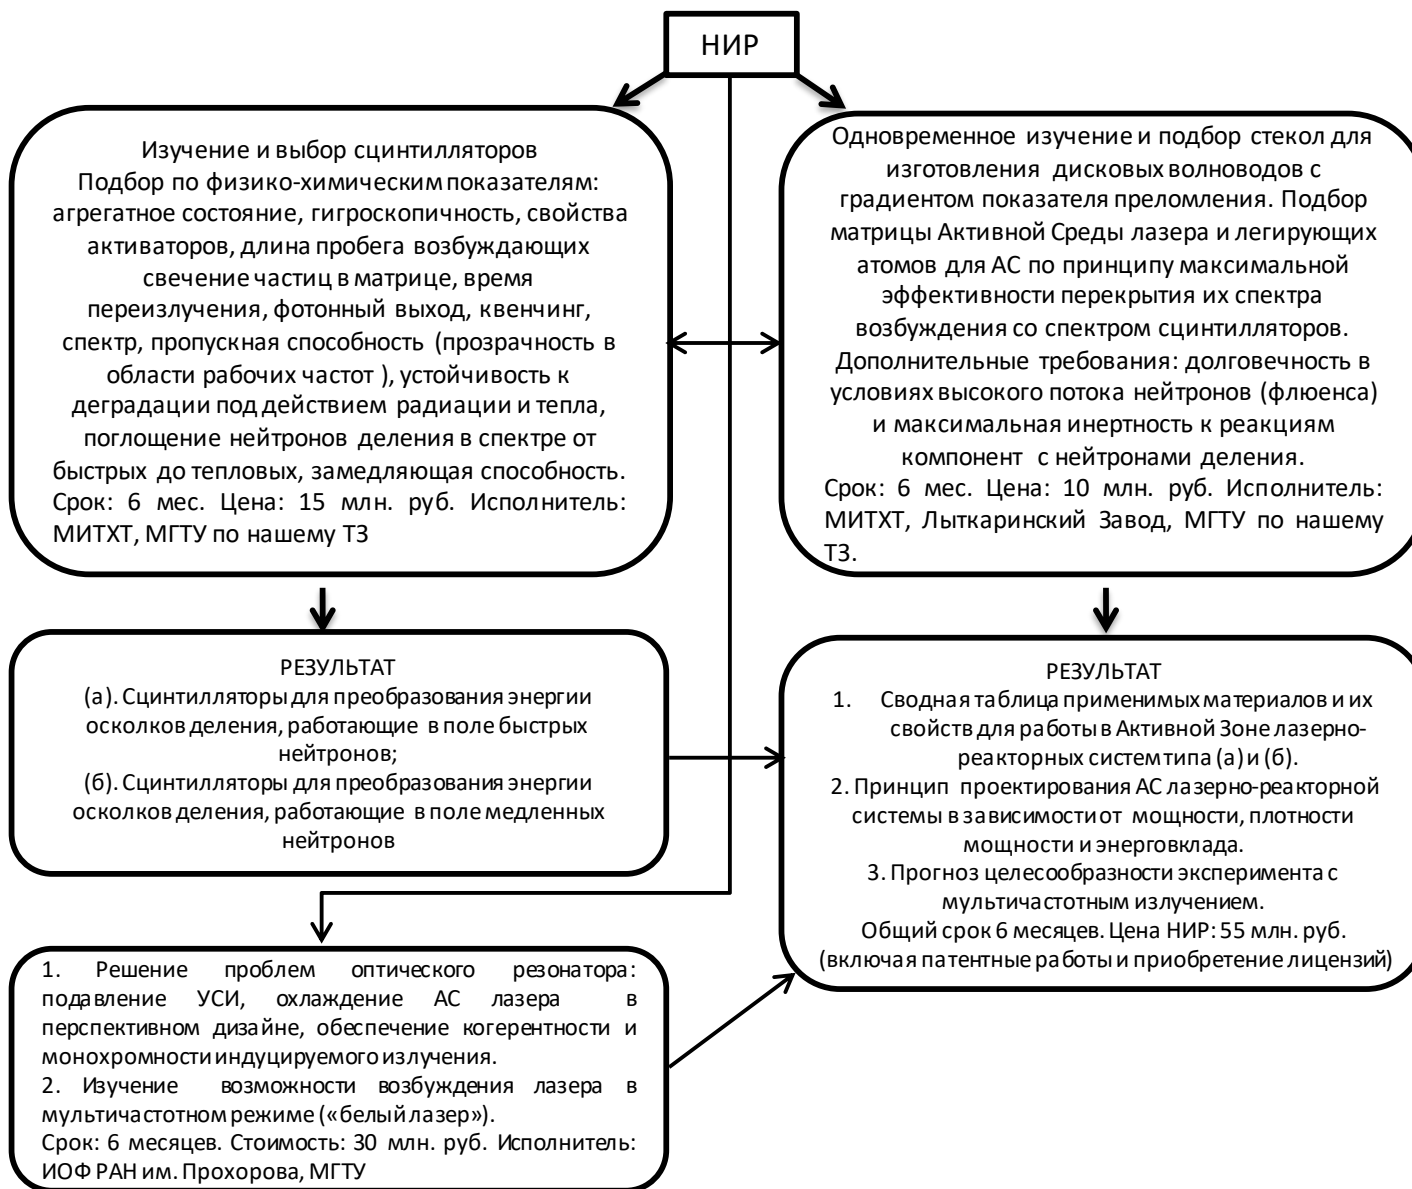 НИР
Изучение и выбор сцинтилляторов
Подбор по физико-химическим показателям:
агрегатное состояние, гигроскопичность, свойства
активаторов, длина пробега возбуждающих
свечение частиц в матрице, время
переизлучения, фотонный выход, квенчинг,
спектр, пропускная способность (прозрачность в
области рабочих частот ), устойчивость к
деградации под действием радиации и тепла,
поглощение нейтронов деления в спектре от
быстрых до тепловых, замедляющая способность.
Срок: 6 мес. Цена: 15 млн. руб. Исполнитель:
МИТХТ, МГТУ по нашему ТЗ
Одновременное изучение и подбор стекол для
изготовления дисковых волноводов с
градиентом показателя преломления. Подбор
матрицы Активной Среды лазера и легирующих
атомов для АС по принципу максимальной
эффективности перекрытия их спектра
возбуждения со спектром сцинтилляторов.
Дополнительные требования: долговечность в
условиях высокого потока нейтронов (флюенса)
и максимальная инертность к реакциям
компонент с нейтронами деления.
Срок: 6 мес. Цена: 10 млн. руб. Исполнитель:
МИТХТ, Лыткаринский Завод, МГТУ по нашему
ТЗ.
РЕЗУЛЬТАТ
(а). Сцинтилляторы для преобразования энергии
осколков деления, работающие в поле быстрых
нейтронов;
(б). Сцинтилляторы для преобразования энергии
осколков деления, работающие в поле медленных
нейтронов
РЕЗУЛЬТАТ
1. Сводная таблица применимых материалов и их
свойств для работы в Активной Зоне лазерно-
реакторных систем типа (а) и (б).
2. Принцип проектирования АС лазерно-реакторной
системы в зависимости от мощности, плотности
мощности и энерговклада.
3. Прогноз целесообразности эксперимента с
мультичастотным излучением.
Общий срок 6 месяцев. Цена НИР: 55 млн. руб.
(включая патентные работы и приобретение лицензий)
1. Решение проблем оптического резонатора:
подавление УСИ, охлаждение АС лазера в
перспективном дизайне, обеспечение когерентности и
монохромности индуцируемого излучения.
2. Изучение возможности возбуждения лазера в
мультичастотном режиме («белый лазер»).
Срок: 6 месяцев. Стоимость: 30 млн. руб. Исполнитель:
ИОФ РАН им. Прохорова, МГТУ